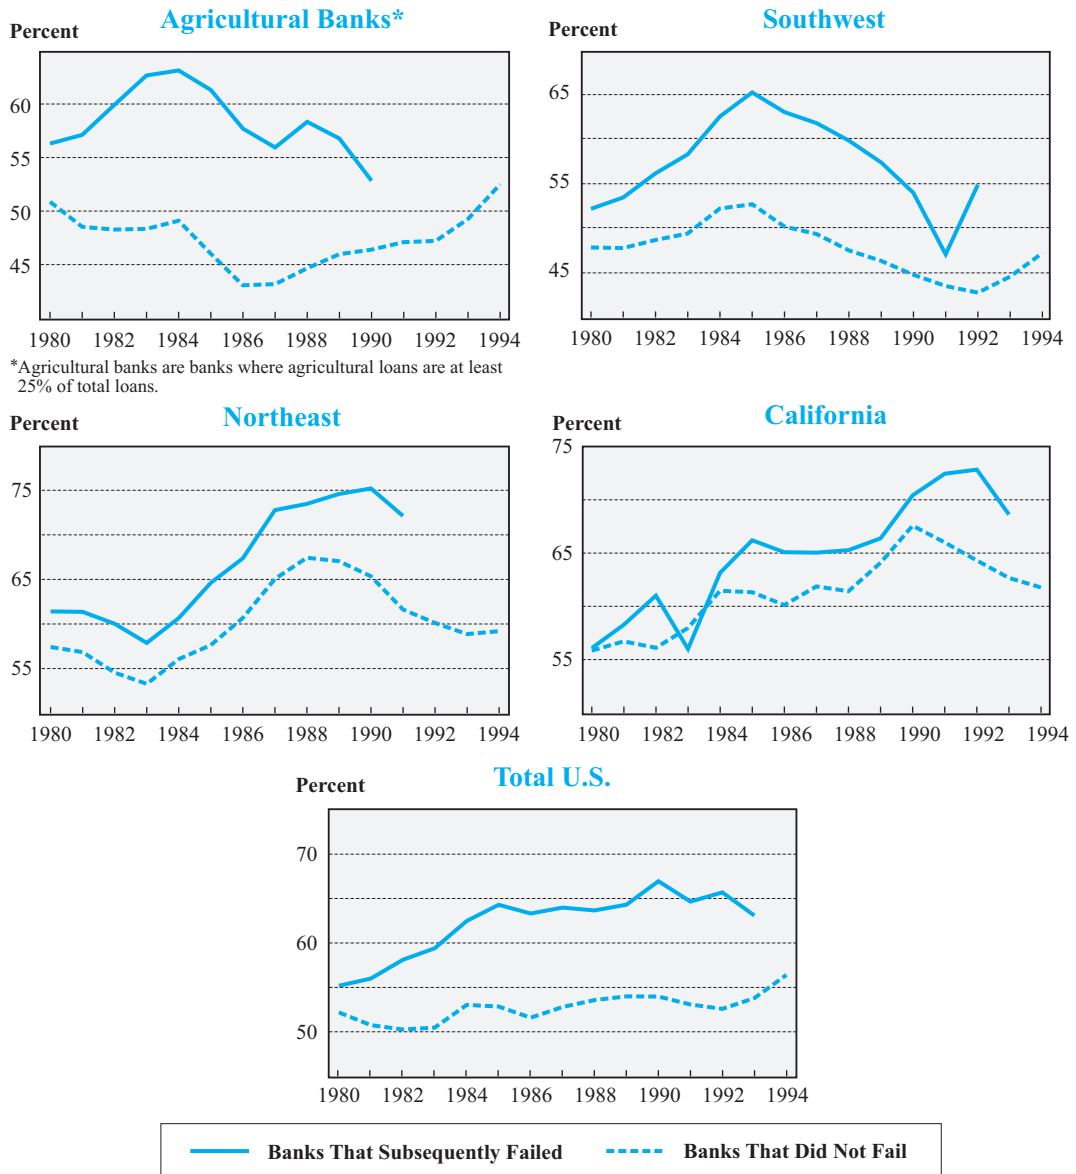 Agricultural Banks*
Percent
60
55
50
45
1980 1982 1984 1986 1988 1990 1992 1994
*Agricultural banks are banks where agricultural loans are at least
25% of total loans.
Southwest
Percent
65
55
45
1980 1982 1984 1986 1988 1990 1992 1994
Northeast
Percent
75
65
55
1980 1982 1984 1986 1988 1990 1992 1994
California
Percent
75
65
55
1980 1982 1984 1986 1988 1990 1992 1994
Total U.S.
Percent
70
60
50
1980 1982 1984 1986 1988 1990 1992 1994
Banks That Subsequently Failed Banks That Did Not Fail